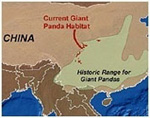 Current Giant
Panda Habitat
CHINA
Historic Range for
Giant Pandas